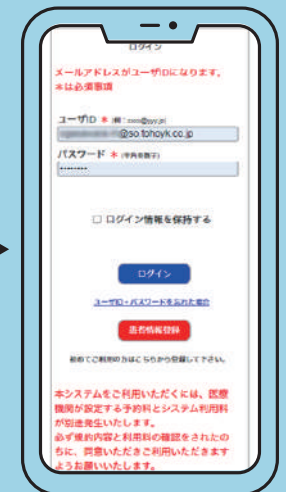 ログイン
メールアドレスがユーザIDになります。
*は必須事項
ユーザID *
@so.tohoyk.co.jp
パスワード * (半角英数字)
□ ログイン情報を保持する
ログイン
ユーザID・パスワードを忘れた場合
患者情報登録
初めてご利用の方はこちらから登録して下さい。
本システムをご利用いただくには、医療
機関が設定する予約料とシステム利用料
が別途発生いたします。
必ず規約内容と利用料の確認をされたの
ちに、同意いただきご利用いただきます
ようお願いいたします。